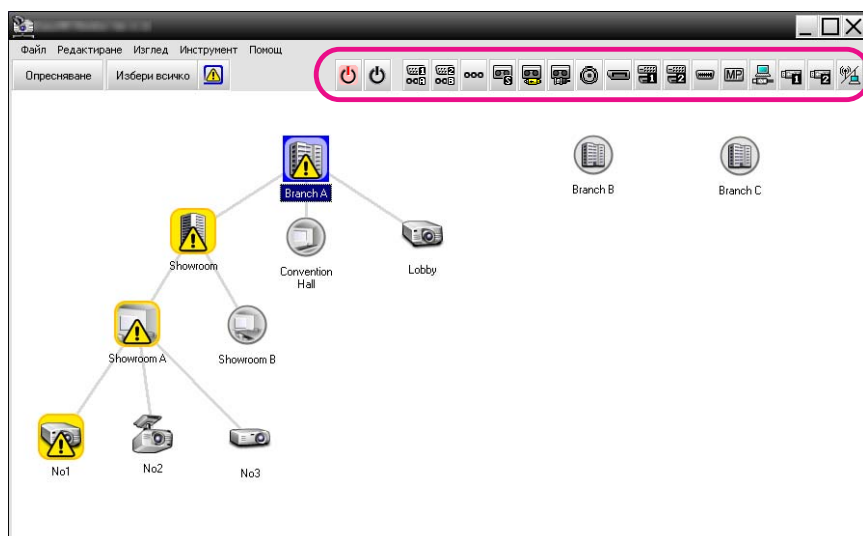 Файл Редактиране Изглед Инструмент Помощ
Опресняване Избери всичко
MP
Branch A
Branch B
Branch C
Showroom
Convention
Hall
Lobby
Showroom A
Showroom B
No1
No2
No3